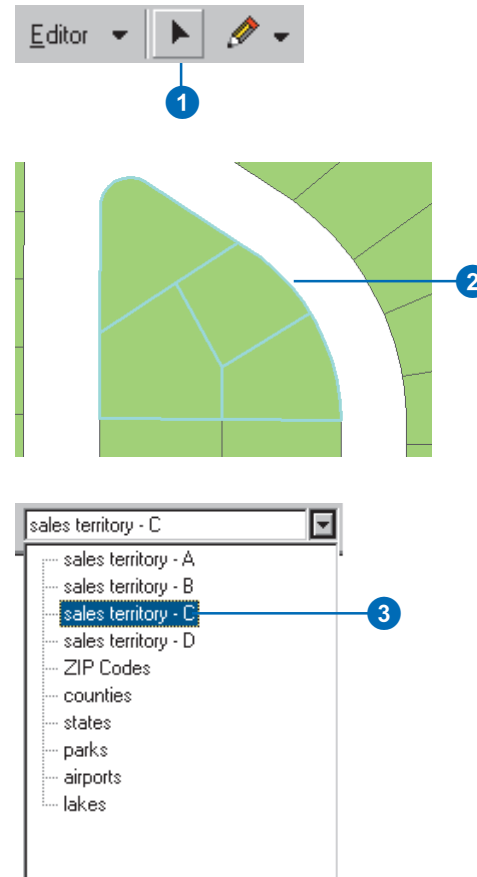 Editor
1
2
sales territory - C
sales territory - A
sales territory - B
sales territory - C
3
sales territory - D
ZIP Codes
counties
states
parks
airports
lakes